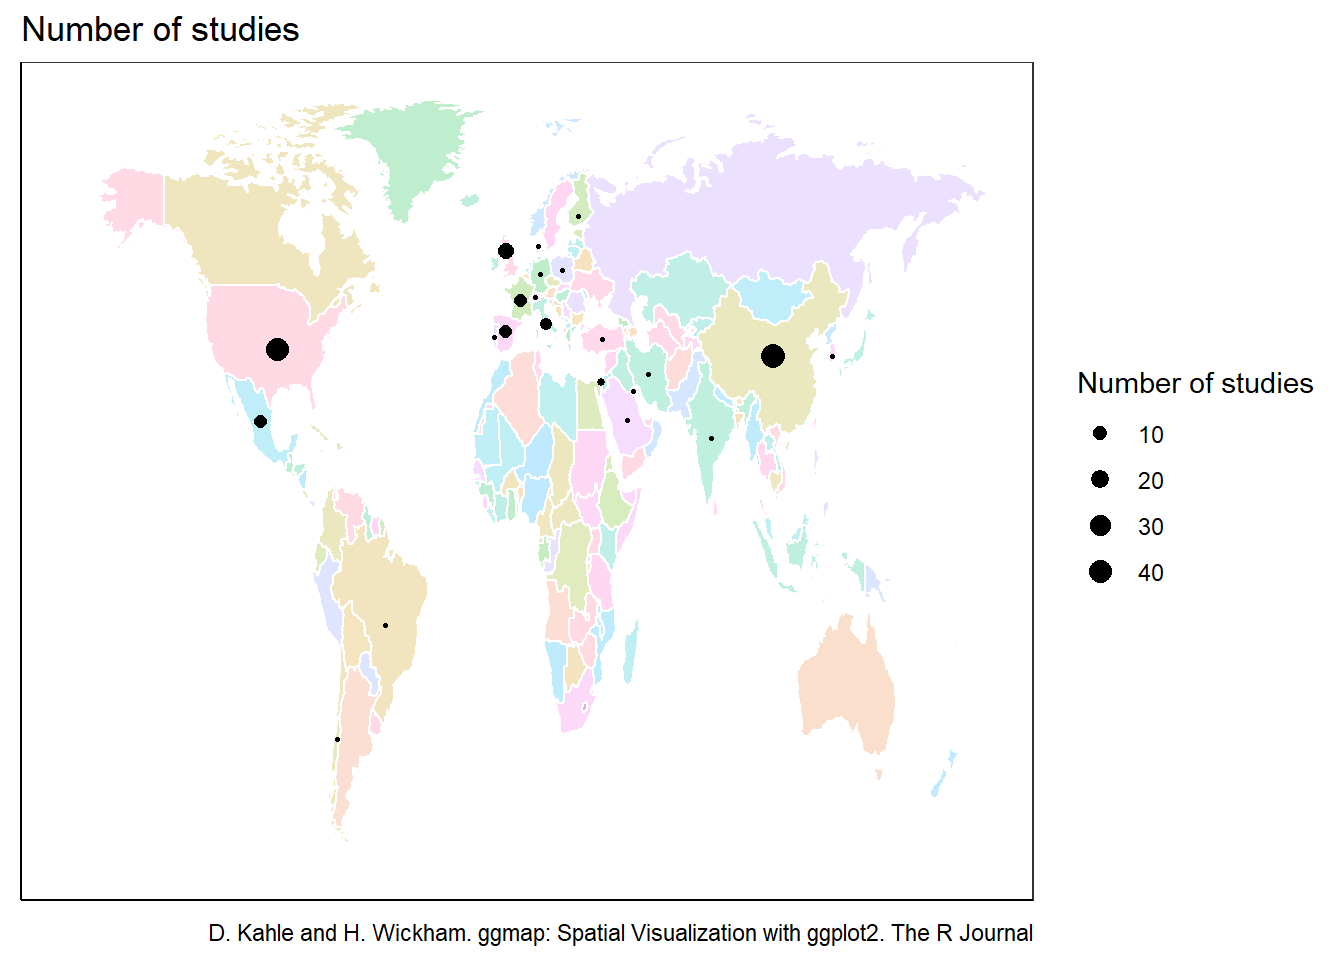 Number of studies
Number of studies
10
20
30
40
D. Kahle and H. Wickham. ggmap: Spatial Visualization with ggplot2. The R Journal